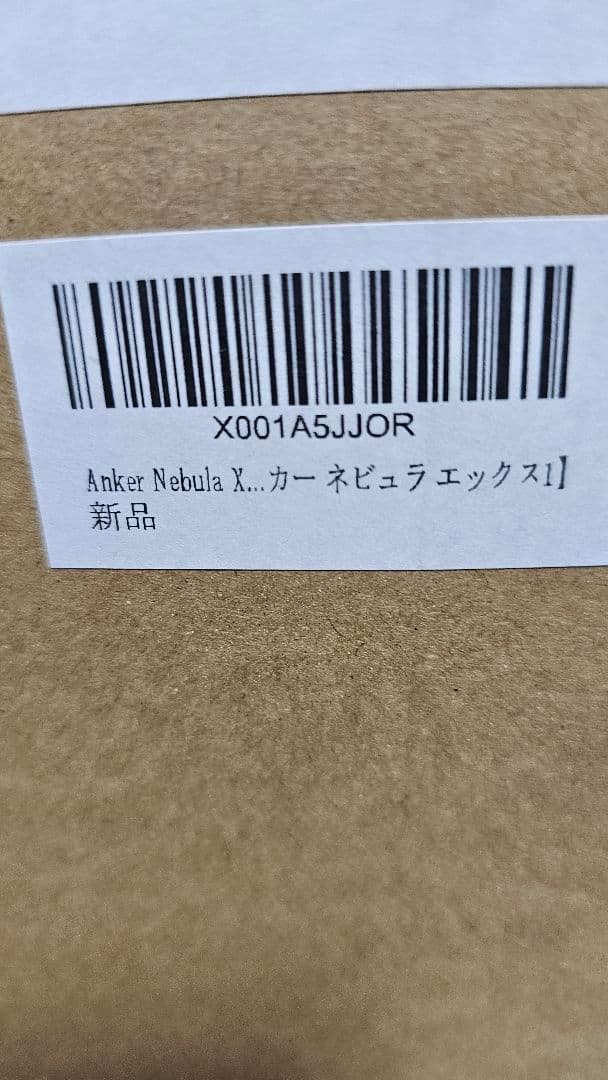 X001A5JJOR
Anker Nebula X...カー ネビュラ エックス1】
新品